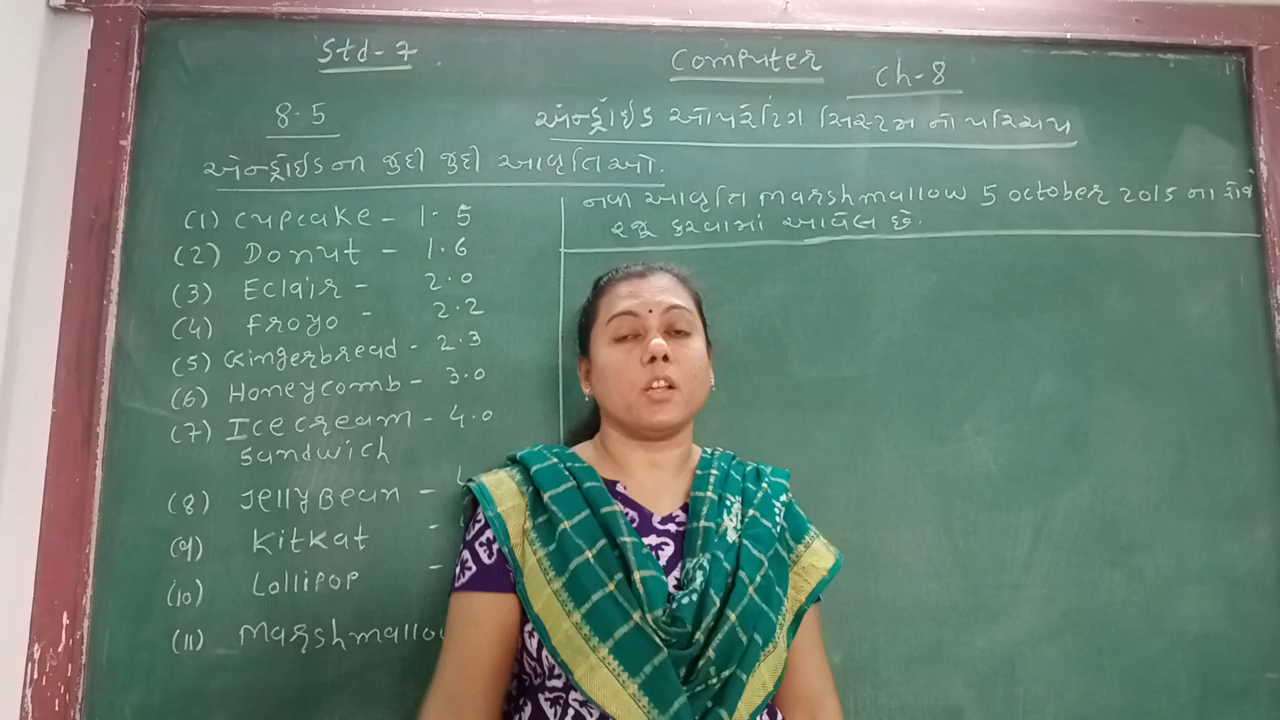 Std-7
Computer
Ch-8
8.5
એન્ડ્રોઇડ ઓપરેટિંગ સિસ્ટમ નો પરિચય
એન્ડ્રોઇડના જુદી જુદી આવૃતિઓ.
(1) Cupcake - 1.5
(2) Donut - 1.6
(3) Eclair - 2.0
(4) Froyo - 2.2
(5) Gingerbread - 2.3
(6) Honeycomb - 3.0
(7) Ice cream - 4.0
Sandwich
(8) Jelly Bean -
(9) Kitkat -
(10) Lollipop -
(11) Marshmallow
આવૃતિ Marshmallow 5 october 2015 ના રોજ
રજૂ કરવામાં આવેલ છે.